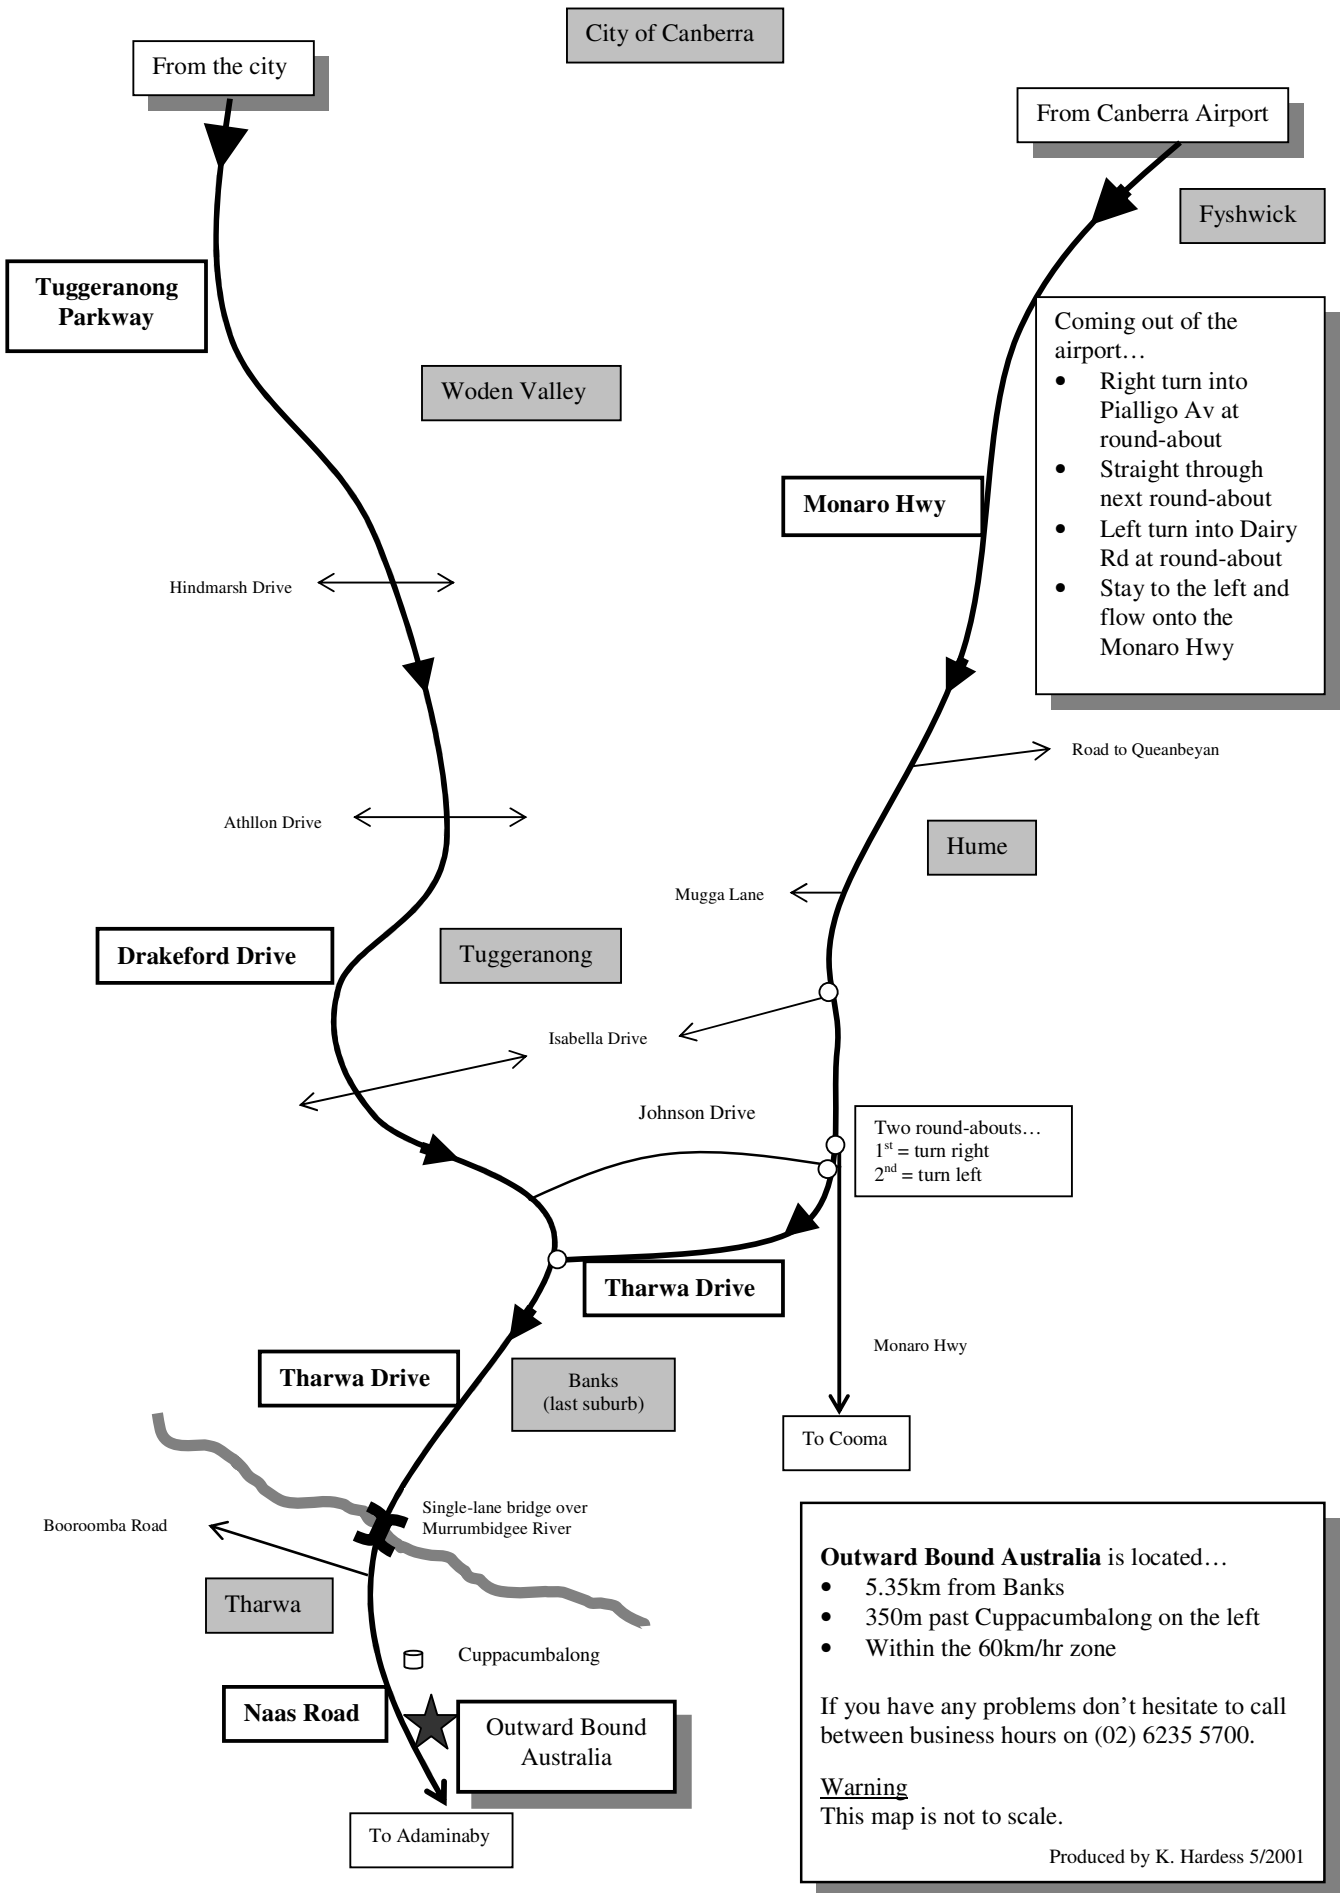 City of Canberra
From the city
From Canberra Airport
Fyshwick
Tuggeranong
Parkway
Coming out of the
airport…
• Right turn into
Pialligo Av at
round-about
• Straight through
next round-about
• Left turn into Dairy
Rd at round-about
• Stay to the left and
flow onto the
Monaro Hwy
Woden Valley
Monaro Hwy
Hindmarsh Drive
Road to Queanbeyan
Athllon Drive
Hume
Mugga Lane
Drakeford Drive
Tuggeranong
Isabella Drive
Johnson Drive
Two round-abouts…
1st = turn right
2nd = turn left
Tharwa Drive
Monaro Hwy
Tharwa Drive
Banks
(last suburb)
To Cooma
Single-lane bridge over
Murrumbidgee River
Booroomba Road
Tharwa
Cuppacumbalong
Naas Road
Outward Bound
Australia
To Adaminaby
Outward Bound Australia is located…
• 5.35km from Banks
• 350m past Cuppacumbalong on the left
• Within the 60km/hr zone
If you have any problems don’t hesitate to call
between business hours on (02) 6235 5700.
Warning
This map is not to scale.
Produced by K. Hardess 5/2001